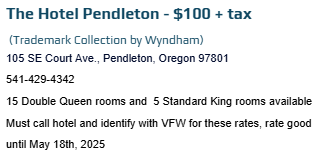 The Hotel Pendleton - $100 + tax
(Trademark Collection by Wyndham)
105 SE Court Ave., Pendleton, Oregon 97801
541-429-4342
15 Double Queen rooms and 5 Standard King rooms available
Must call hotel and identify with VFW for these rates, rate good
until May 18th, 2025